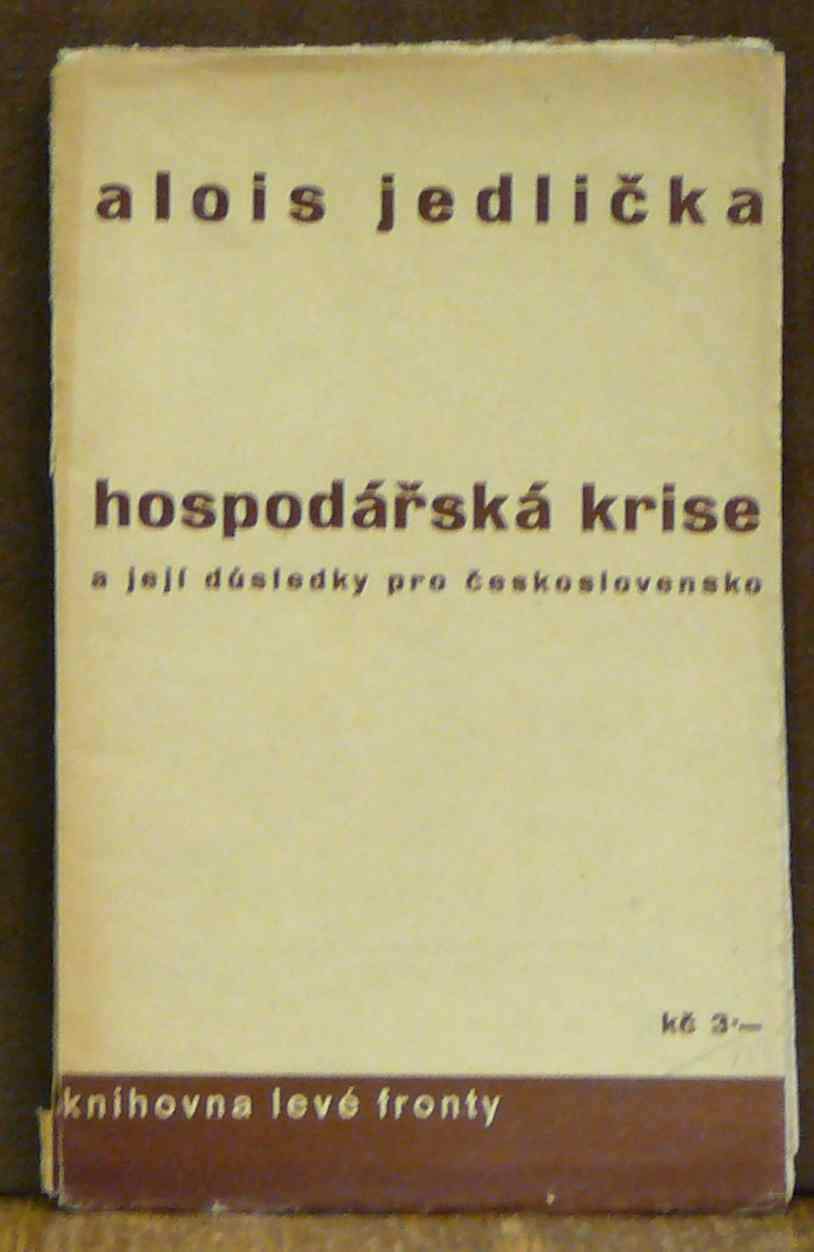 alois jedlička
hospodářská krise
a její důsledky pro československo
kč 3·—
knihovna levé fronty